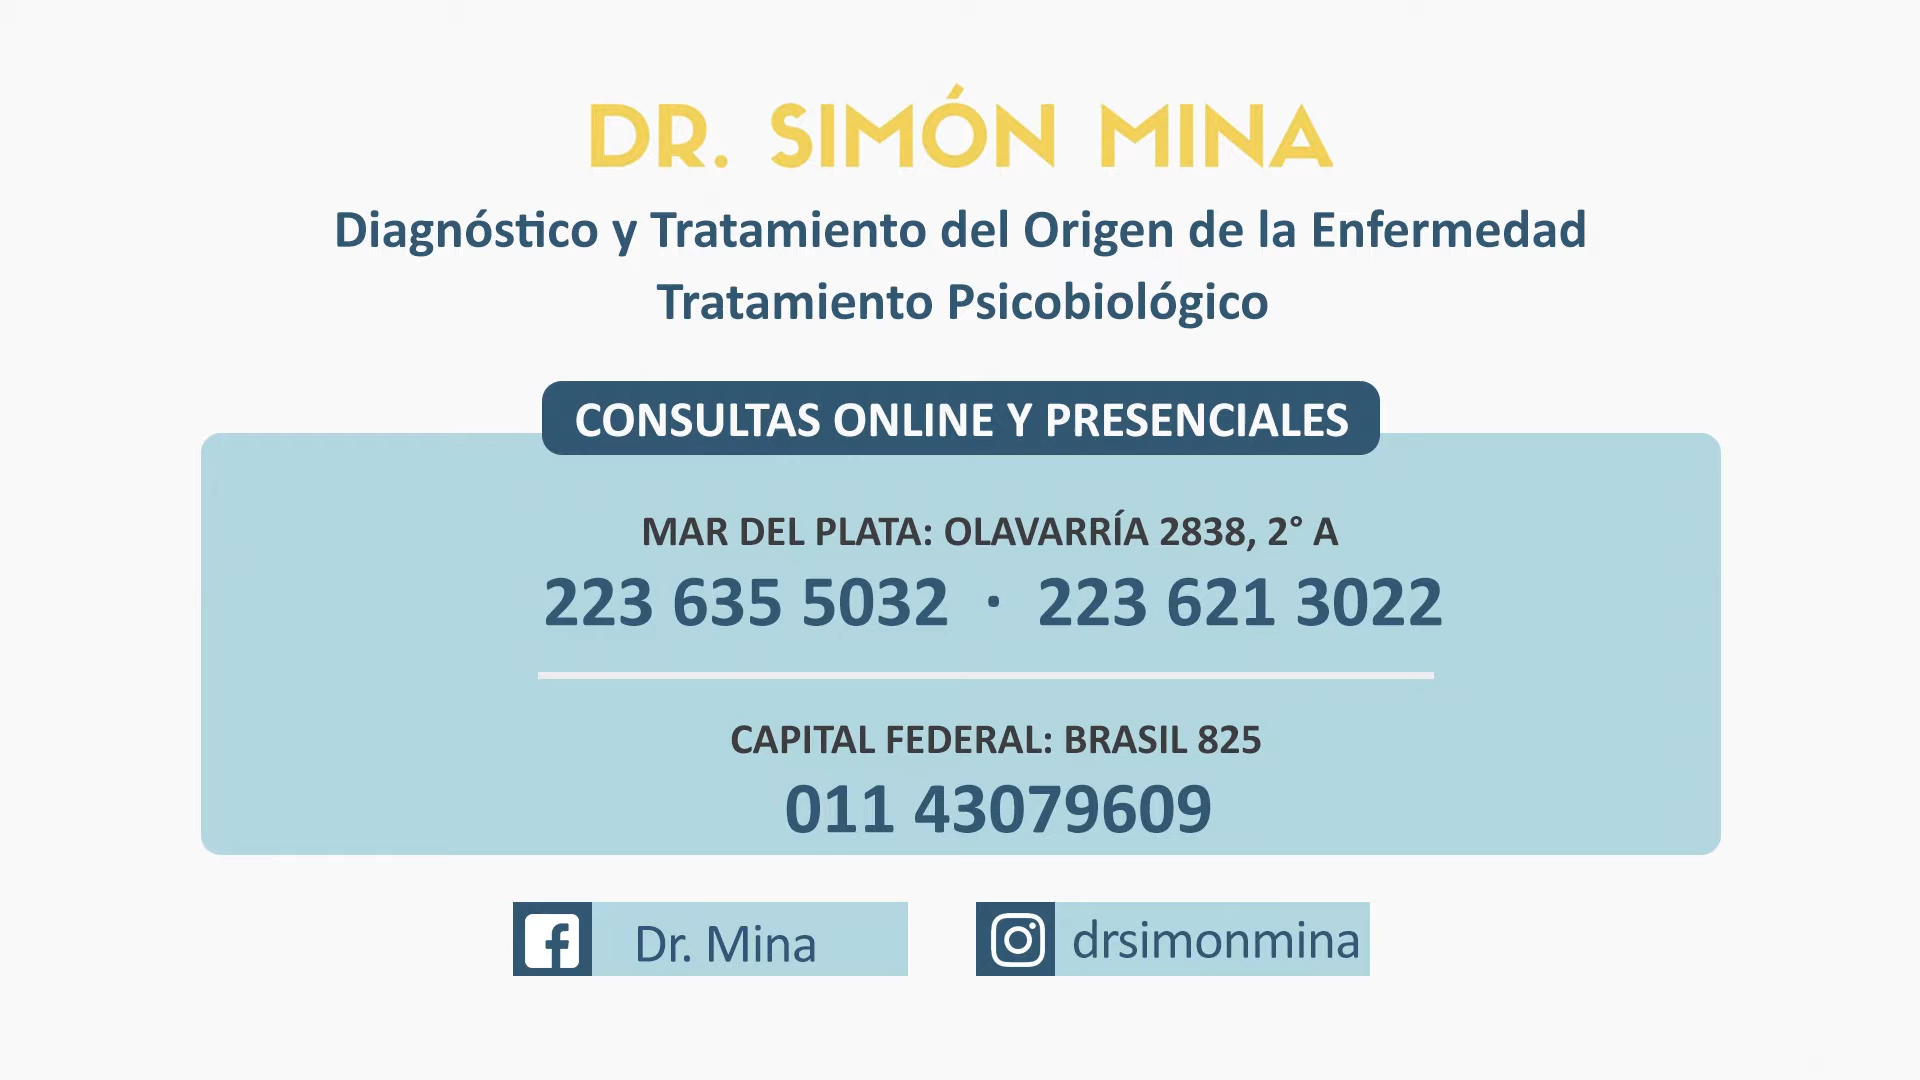 DR. SIMÓN MINA
Diagnóstico y Tratamiento del Origen de la Enfermedad
Tratamiento Psicobiológico
CONSULTAS ONLINE Y PRESENCIALES
MAR DEL PLATA: OLAVARRÍA 2838, 2° A
223 635 5032 · 223 621 3022
CAPITAL FEDERAL: BRASIL 825
011 43079609
Dr. Mina
drsimonmina